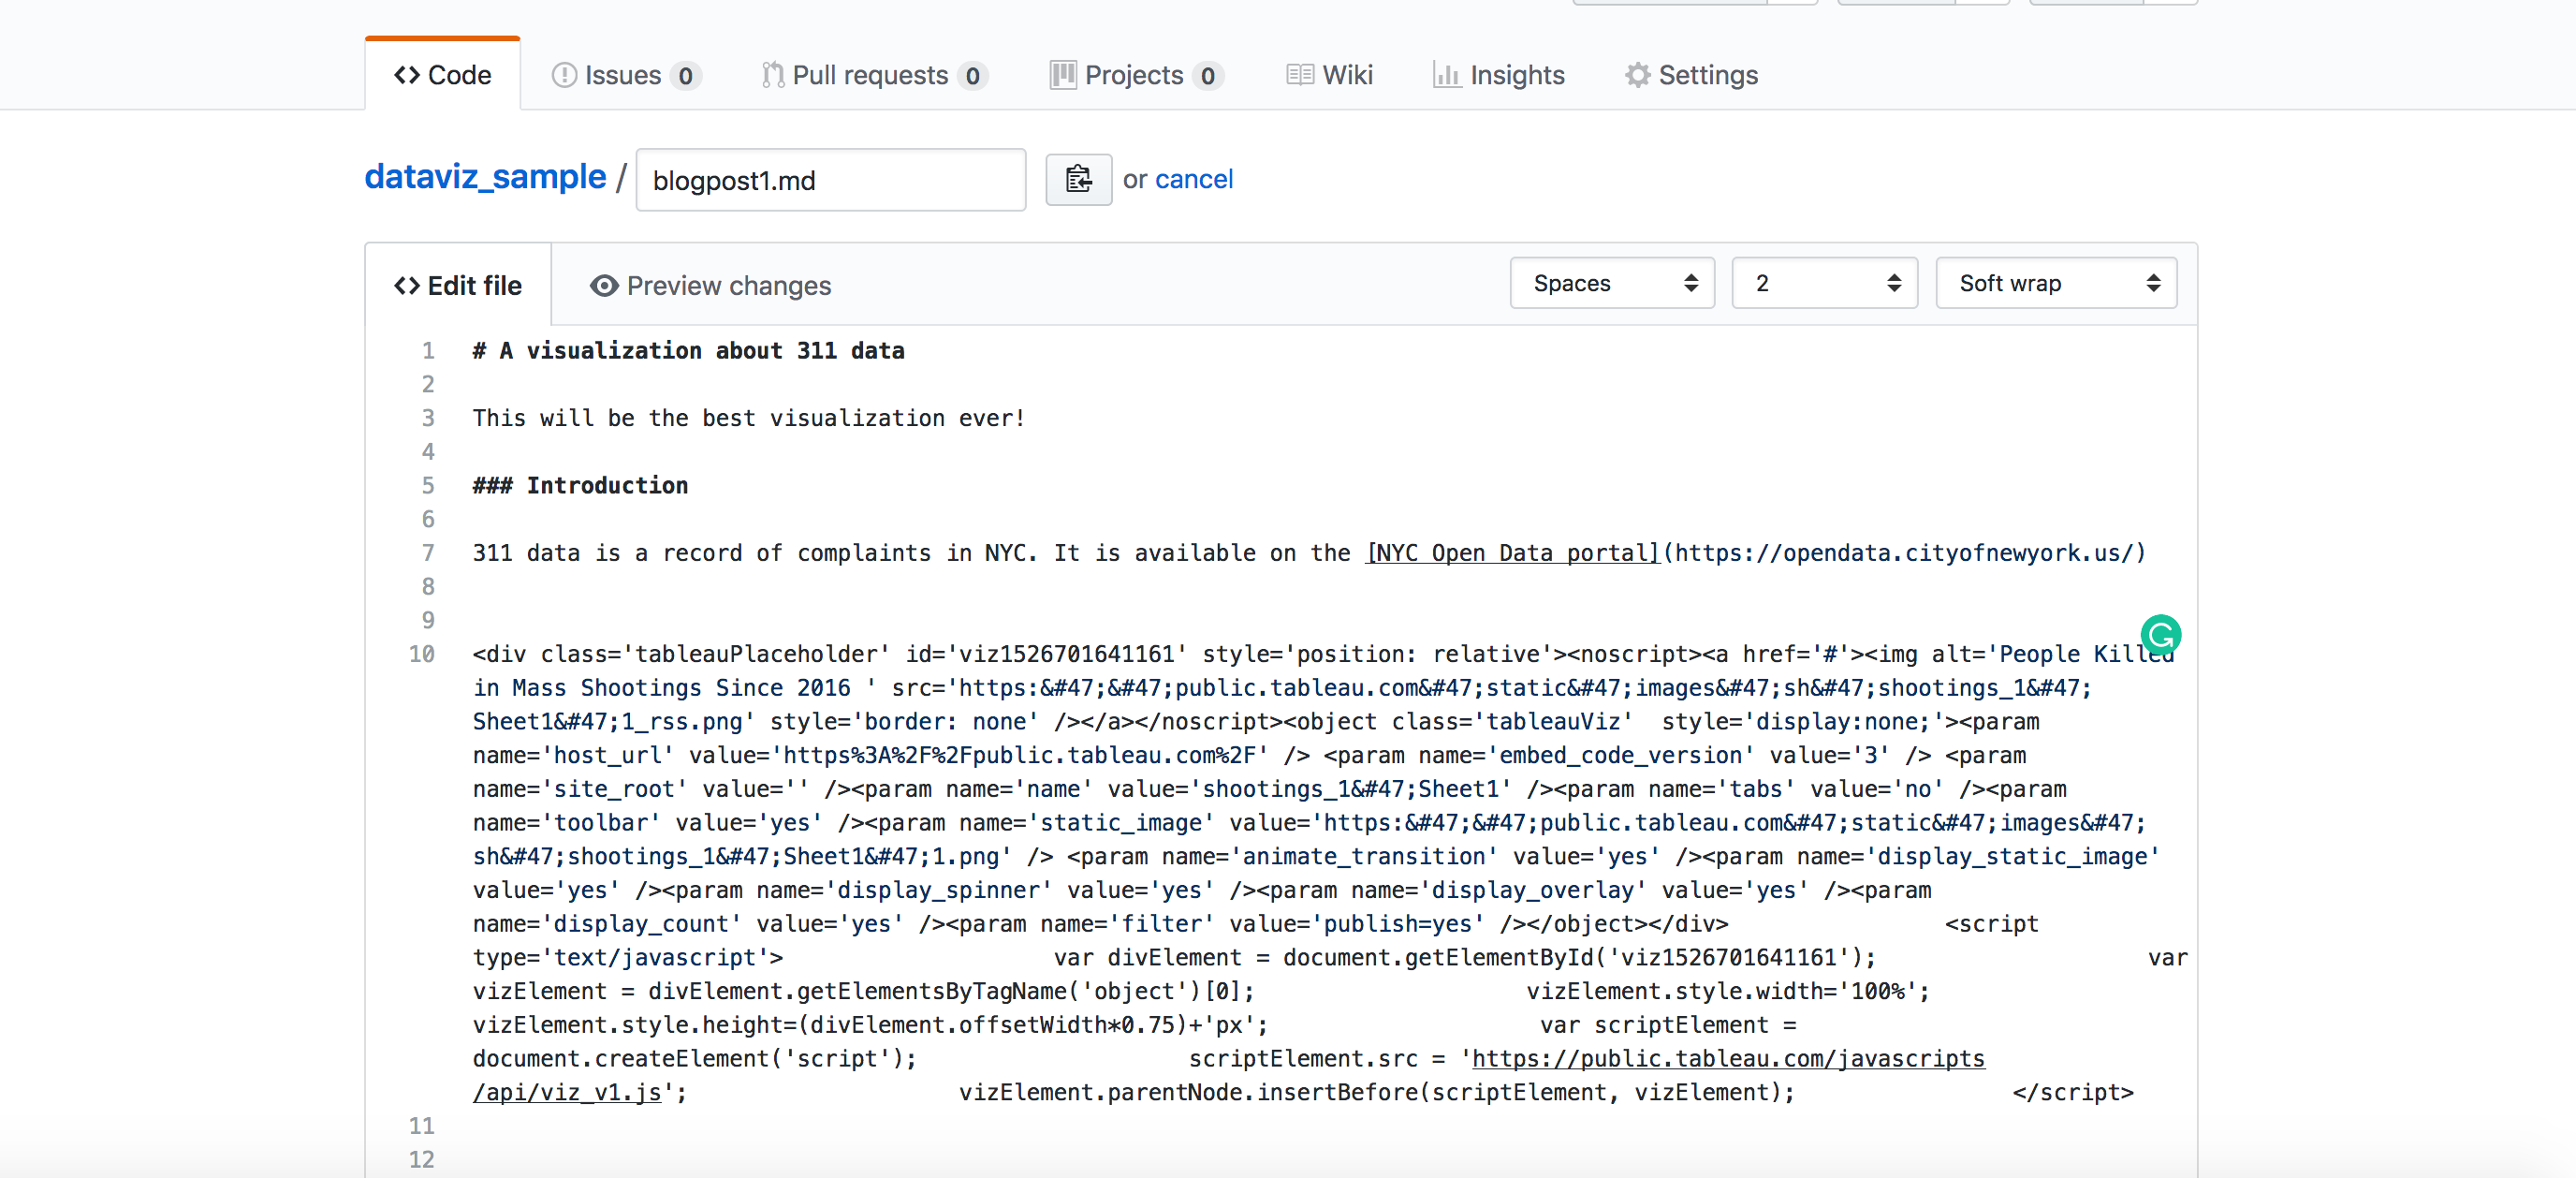 Code Issues 0 Pull requests 0 Projects 0 Wiki Insights Settings
dataviz_sample / blogpost1.md or cancel
Edit file Preview changes Spaces 2 Soft wrap
1 # A visualization about 311 data
2
3 This will be the best visualization ever!
4
5 ### Introduction
6
7 311 data is a record of complaints in NYC. It is available on the [NYC Open Data portal](https://opendata.cityofnewyork.us/)
8
9
10 <div class='tableauPlaceholder' id='viz1526701641161' style='position: relative'><noscript><a href='#'><img alt='People Killed
in Mass Shootings Since 2016 ' src='https:&#47;&#47;public.tableau.com&#47;static&#47;images&#47;sh&#47;shootings_1&#47;
Sheet1&#47;1_rss.png' style='border: none' /></a></noscript><object class='tableauViz'  style='display:none;'><param
name='host_url' value='https%3A%2F%2Fpublic.tableau.com%2F' /> <param name='embed_code_version' value='3' /> <param
name='site_root' value='' /><param name='name' value='shootings_1&#47;Sheet1' /><param name='tabs' value='no' /><param
name='toolbar' value='yes' /><param name='static_image' value='https:&#47;&#47;public.tableau.com&#47;static&#47;images&#47;
sh&#47;shootings_1&#47;Sheet1&#47;1.png' /> <param name='animate_transition' value='yes' /><param name='display_static_image'
value='yes' /><param name='display_spinner' value='yes' /><param name='display_overlay' value='yes' /><param
name='display_count' value='yes' /><param name='filter' value='publish=yes' /></object></div>                <script
type='text/javascript'>                    var divElement = document.getElementById('viz1526701641161');                    var
vizElement = divElement.getElementsByTagName('object')[0];                    vizElement.style.width='100%';
vizElement.style.height=(divElement.offsetWidth*0.75)+'px';                    var scriptElement =
document.createElement('script');                    scriptElement.src = 'https://public.tableau.com/javascripts
/api/viz_v1.js';                    vizElement.parentNode.insertBefore(scriptElement, vizElement);                </script>
11
12